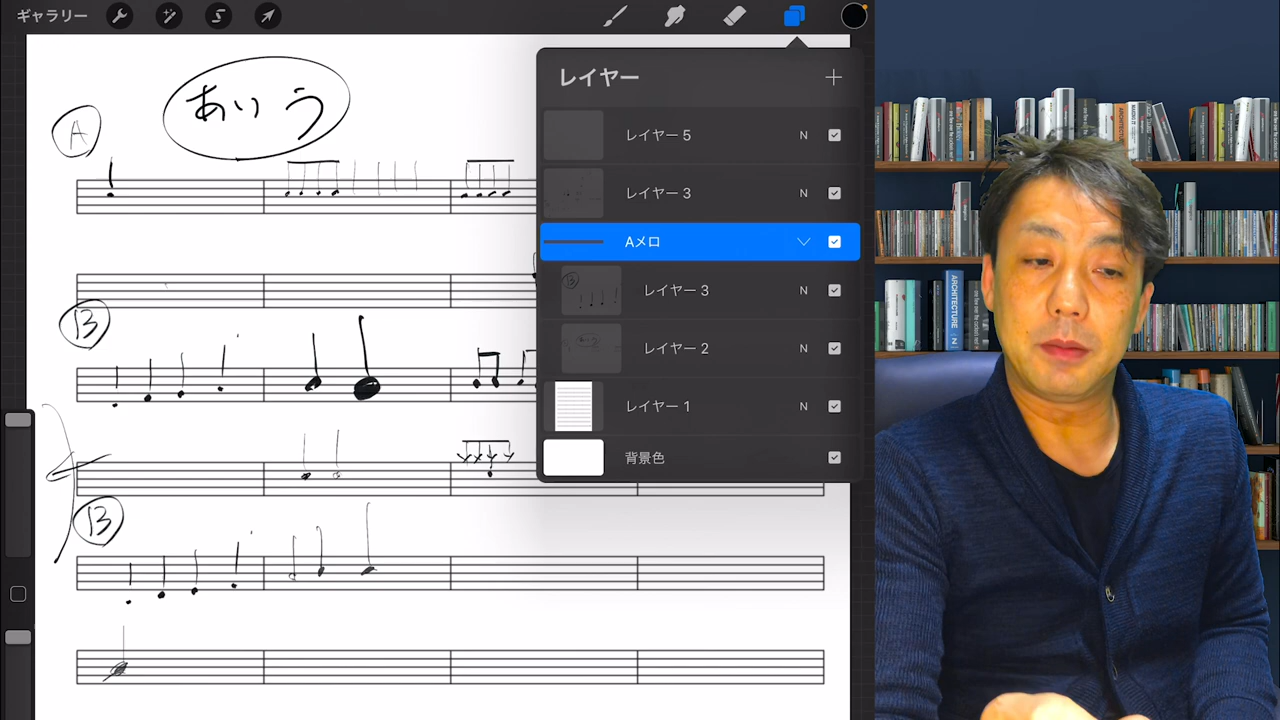 ギャラリー
あいう
A
B
B
レイヤー
レイヤー 5 N
レイヤー 3 N
Aメロ
レイヤー 3 N
レイヤー 2 N
レイヤー 1 N
背景色
ARCHITECTURE
ARCHITECTURE